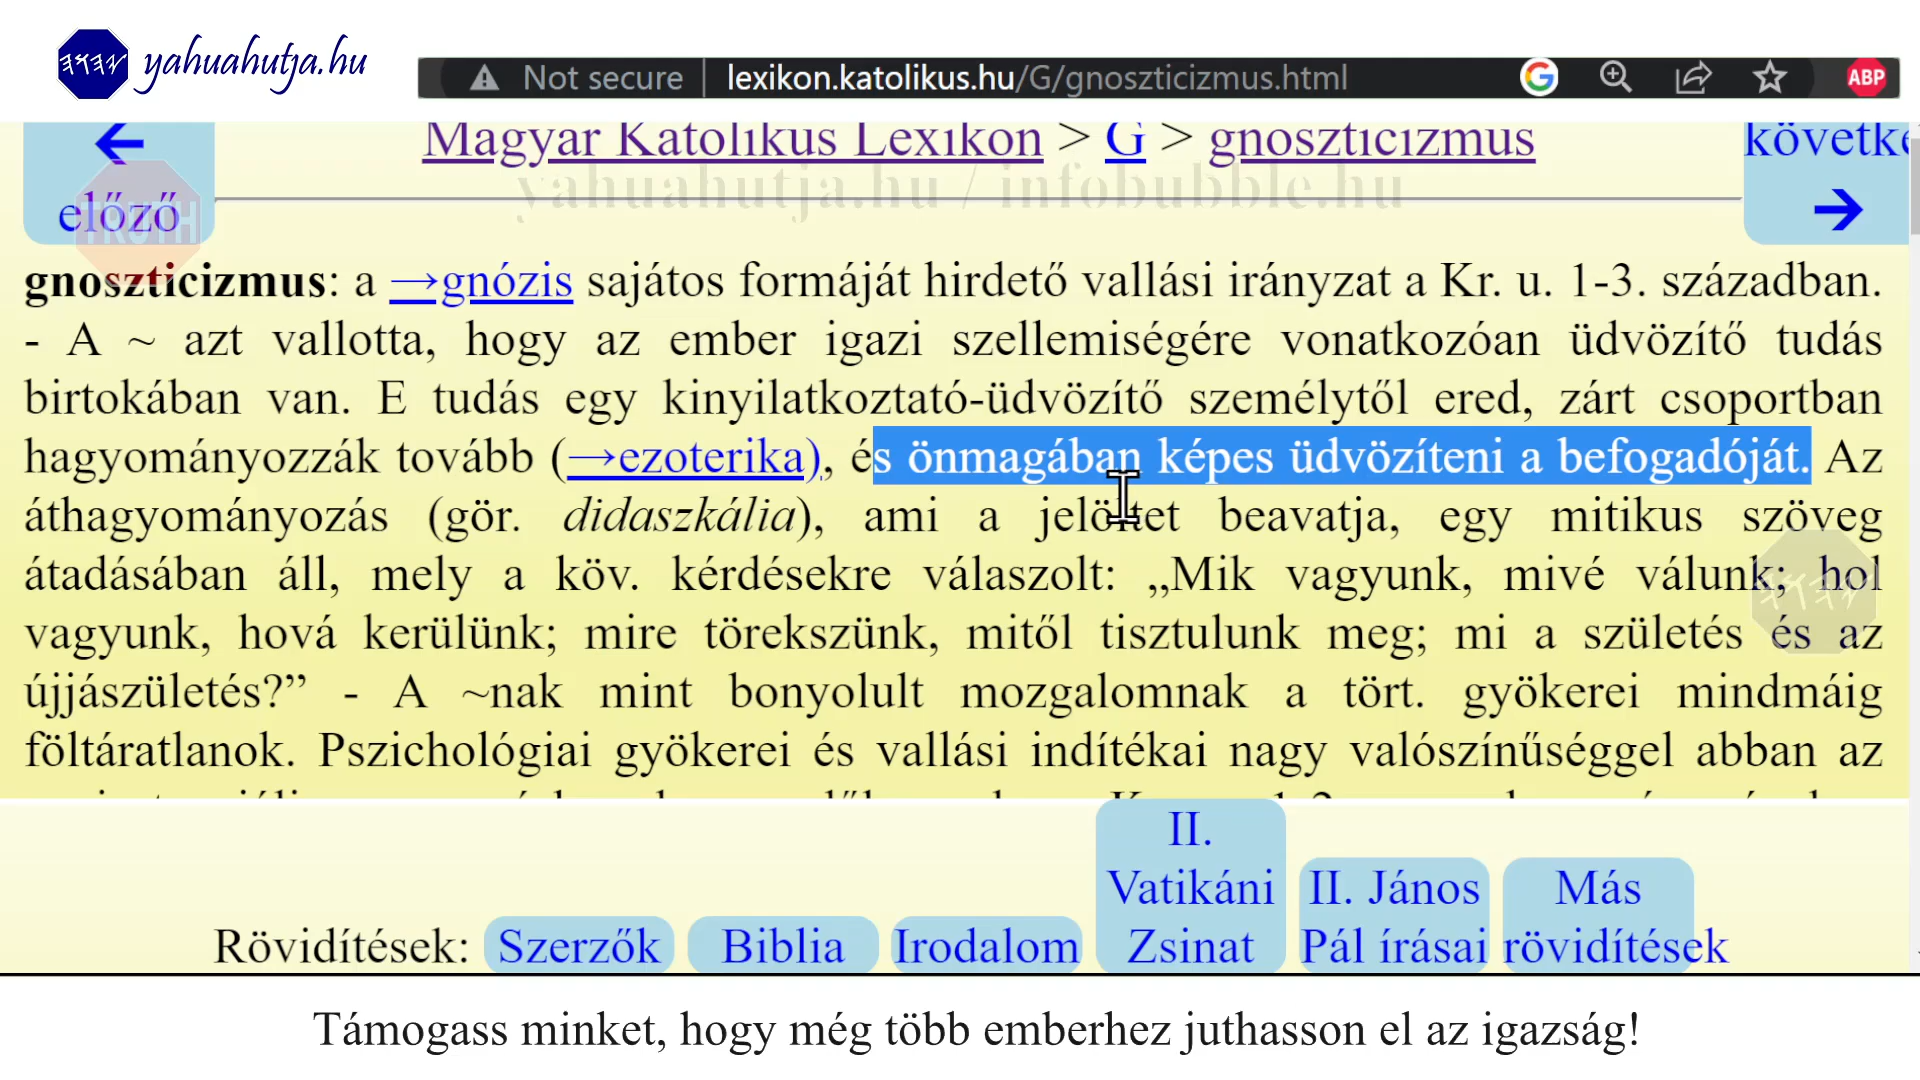 yahuahutja.hu
Not secure | lexikon.katolikus.hu/G/gnoszticizmus.html
ABP
Magyar Katolikus Lexikon > G > gnoszticizmus
←
előző
→
yahuahutja.hu / infobubble.hu
TRUTH
gnoszticizmus: a →gnózis sajátos formáját hirdető vallási irányzat a Kr. u. 1-3. században.
- A ~ azt vallotta, hogy az ember igazi szellemiségére vonatkozóan üdvözítő tudás
birtokában van. E tudás egy kinyilatkoztató-üdvözítő személytől ered, zárt csoportban
hagyományozzák tovább (→ezoterika), és önmagában képes üdvözíteni a befogadóját. Az
áthagyományozás (gör. didaszkália), ami a jelöltet beavatja, egy mitikus szöveg
átadásában áll, mely a köv. kérdésekre válaszolt: „Mik vagyunk, mivé válunk; hol
vagyunk, hová kerülünk; mire törekszünk, mitől tisztulunk meg; mi a születés és az
újjászületés?” - A ~nak mint bonyolult mozgalomnak a tört. gyökerei mindmáig
föltáratlanok. Pszichológiai gyökerei és vallási indítékai nagy valószínűséggel abban az
Rövidítések: Szerzők Biblia Irodalom II. Vatikáni Zsinat II. János Pál írásai Más rövidítések
Támogass minket, hogy még több emberhez juthasson el az igazság!